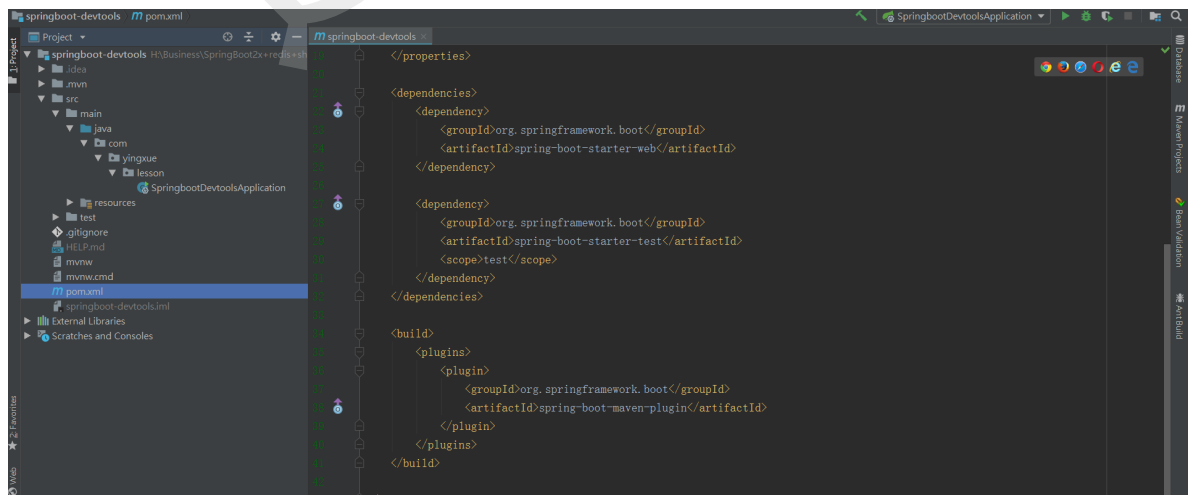 springboot-devtools
pom.xml
SpringbootDevtoolsApplication
Project
springboot-devtools
1: Project
springboot-devtools H:\Business\SpringBoot2x+redis+sh
.idea
.mvn
src
main
java
com
yingxue
lesson
SpringbootDevtoolsApplication
resources
test
.gitignore
HELP.md
mvnw
mvnw.cmd
pom.xml
springboot-devtools.iml
External Libraries
Scratches and Consoles
2: Favorites
Web
</properties>
<dependencies>
<dependency>
<groupId>org.springframework.boot</groupId>
<artifactId>spring-boot-starter-web</artifactId>
</dependency>
<dependency>
<groupId>org.springframework.boot</groupId>
<artifactId>spring-boot-starter-test</artifactId>
<scope>test</scope>
</dependency>
</dependencies>
<build>
<plugins>
<plugin>
<groupId>org.springframework.boot</groupId>
<artifactId>spring-boot-maven-plugin</artifactId>
</plugin>
</plugins>
</build>
Database
Maven Projects
Bean Validation
Ant Build